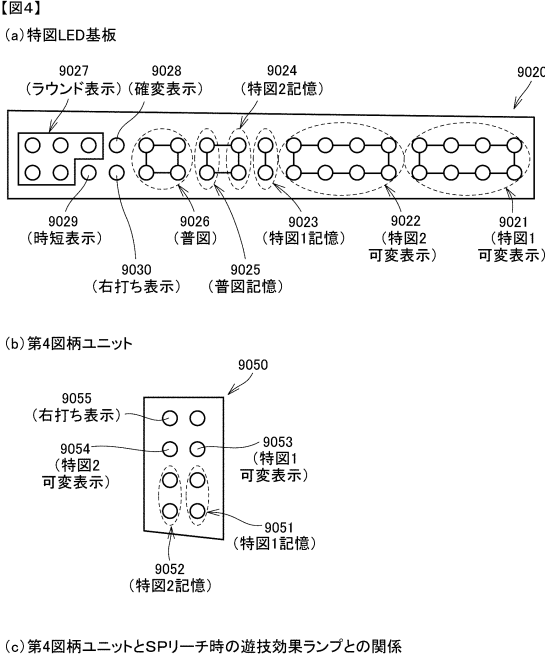 【図4】
(a)特図LED基板
9027
(ラウンド表示)
9028
(確変表示)
9024
(特図2記憶)
9020
9029
(時短表示)
9030
(右打ち表示)
9026
(普図)
9025
(普図記憶)
9023
(特図1記憶)
9022
(特図2
可変表示)
9021
(特図1
可変表示)
(b)第4図柄ユニット
9050
9055
(右打ち表示)
9054
(特図2
可変表示)
9053
(特図1
可変表示)
9051
(特図1記憶)
9052
(特図2記憶)
(c)第4図柄ユニットとSPリーチ時の遊技効果ランプとの関係